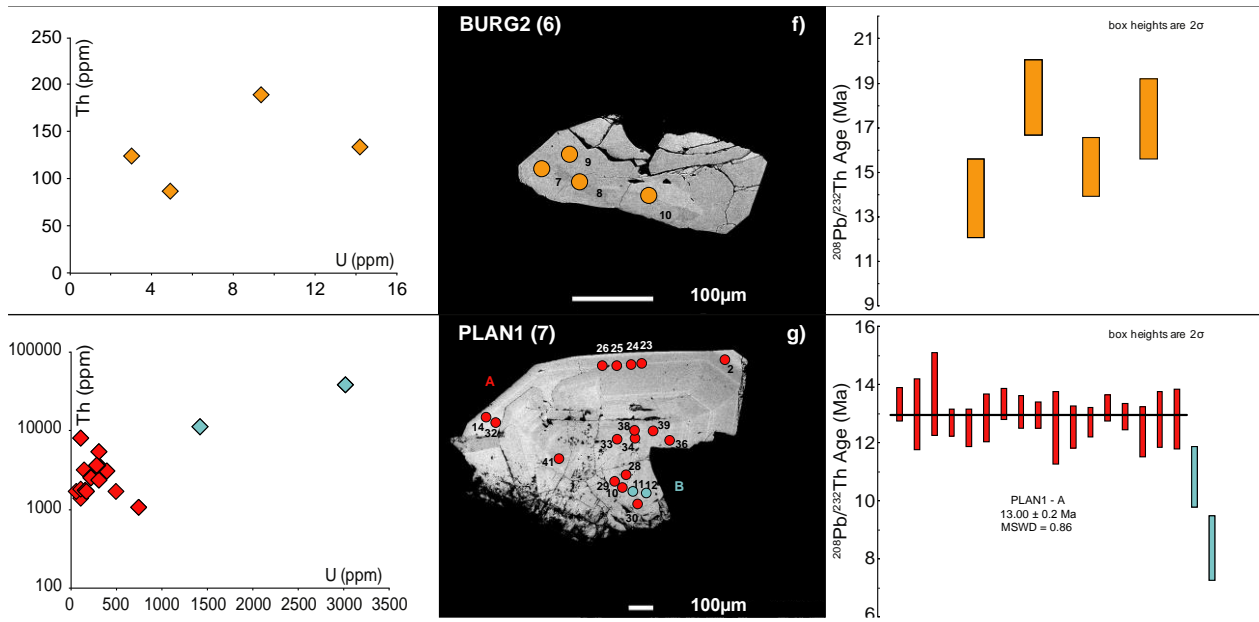 BURG2 (6)
f)
250
200
150
100
50
0
Th (ppm)
U (ppm)
0 4 8 12 16
9
7
8
10
100µm
box heights are 2σ
21
19
17
15
13
11
9
²⁰⁸Pb/²³²Th Age (Ma)
PLAN1 (7)
g)
100000
10000
1000
100
Th (ppm)
U (ppm)
0 500 1000 1500 2000 2500 3000 3500
26 25 24 23
2
A
14
32
38 39
33 34 36
41
28
29 11 12 B
10
30
100µm
box heights are 2σ
16
14
12
10
8
6
²⁰⁸Pb/²³²Th Age (Ma)
PLAN1 - A
13.00 ± 0.2 Ma
MSWD = 0.86